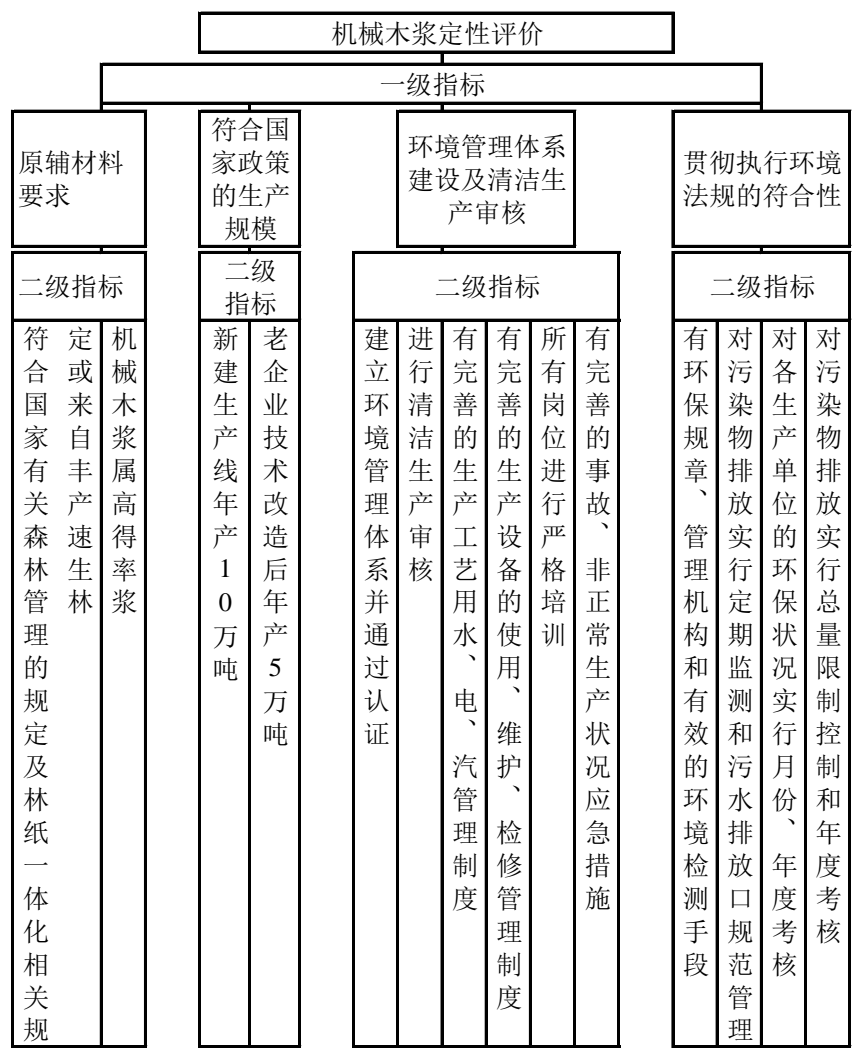 机械木浆定性评价
一级指标
原辅材料
要求
符合国
家政策
的生产
规模
环境管理体系
建设及清洁生
产审核
贯彻执行环境
法规的符合性
二级指标
二级
指标
二级指标
二级指标
符合国家有关森林管理的规定及林纸一体化相关规
定或来自丰产速生林
机械木浆属高得率浆
新建生产线年产10万吨
老企业技术改造后年产5万吨
建立环境管理体系并通过认证
进行清洁生产审核
有完善的生产工艺用水、电、汽管理制度
有完善的生产设备的使用、维护、检修管理制度
所有岗位进行严格培训
有完善的事故、非正常生产状况应急措施
有环保规章、管理机构和有效的环境检测手段
对污染物排放实行定期监测和污水排放口规范管理
对各生产单位的环保状况实行月份、年度考核
对污染物排放实行总量限制控制和年度考核